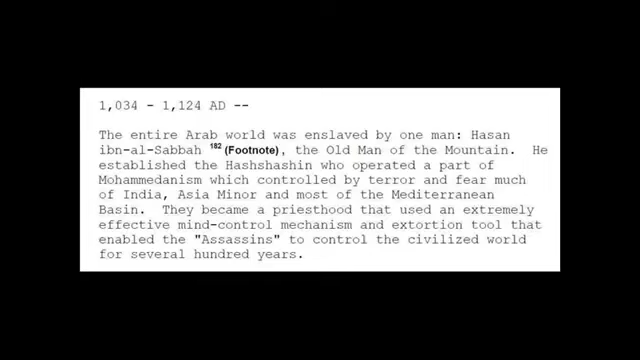 1,034 - 1,124 AD --
The entire Arab world was enslaved by one man: Hasan
ibn-al-Sabbah 182 (Footnote), the Old Man of the Mountain. He
established the Hashshashin who operated a part of
Mohammedanism which controlled by terror and fear much
of India, Asia Minor and most of the Mediterranean
Basin. They became a priesthood that used an extremely
effective mind-control mechanism and extortion tool that
enabled the "Assassins" to control the civilized world
for several hundred years.